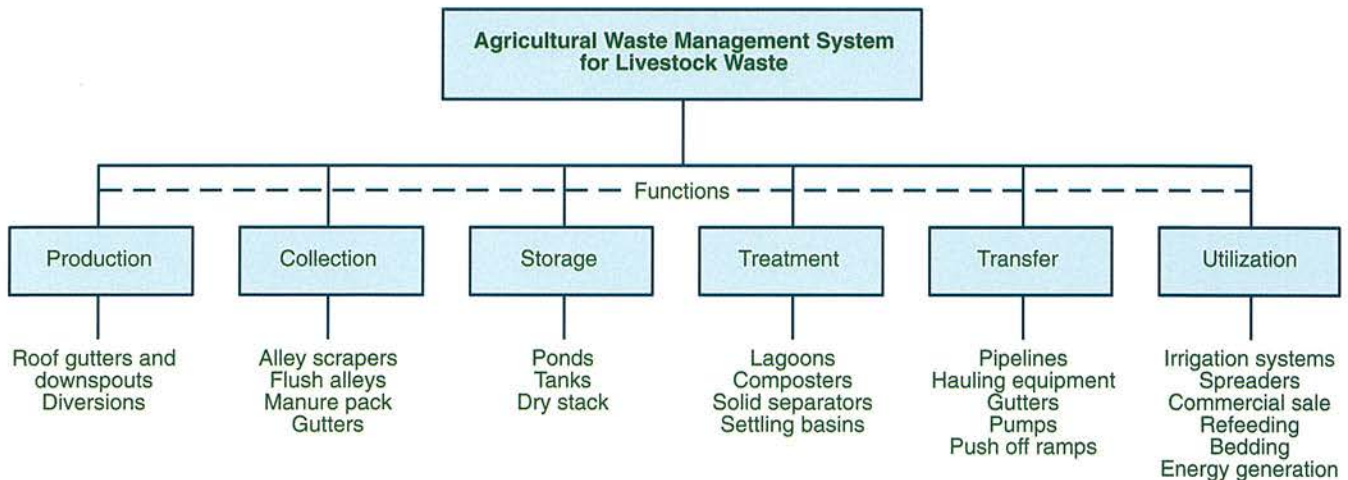 Agricultural Waste Management System
for Livestock Waste
Functions
Production
Collection
Storage
Treatment
Transfer
Utilization
Roof gutters and
downspouts
Diversions
Alley scrapers
Flush alleys
Manure pack
Gutters
Ponds
Tanks
Dry stack
Lagoons
Composters
Solid separators
Settling basins
Pipelines
Hauling equipment
Gutters
Pumps
Push off ramps
Irrigation systems
Spreaders
Commercial sale
Refeeding
Bedding
Energy generation